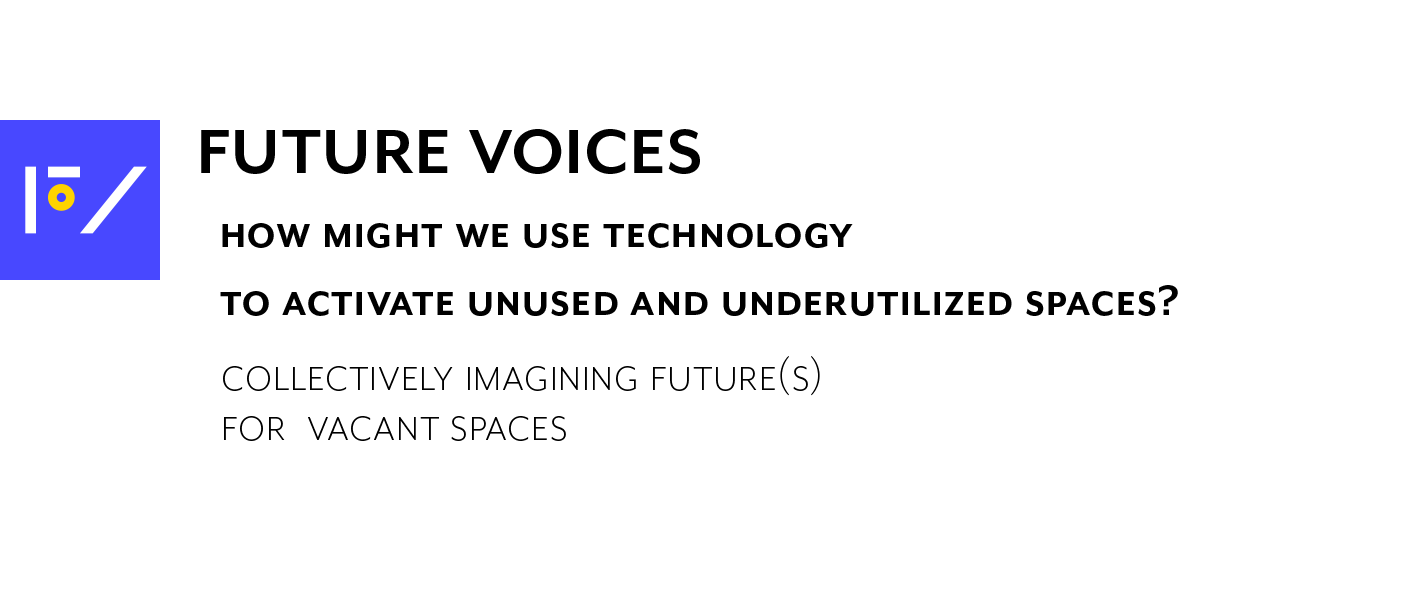 FUTURE VOICES
HOW MIGHT WE USE TECHNOLOGY
TO ACTIVATE UNUSED AND UNDERUTILIZED SPACES?
COLLECTIVELY IMAGINING FUTURE(S)
FOR VACANT SPACES